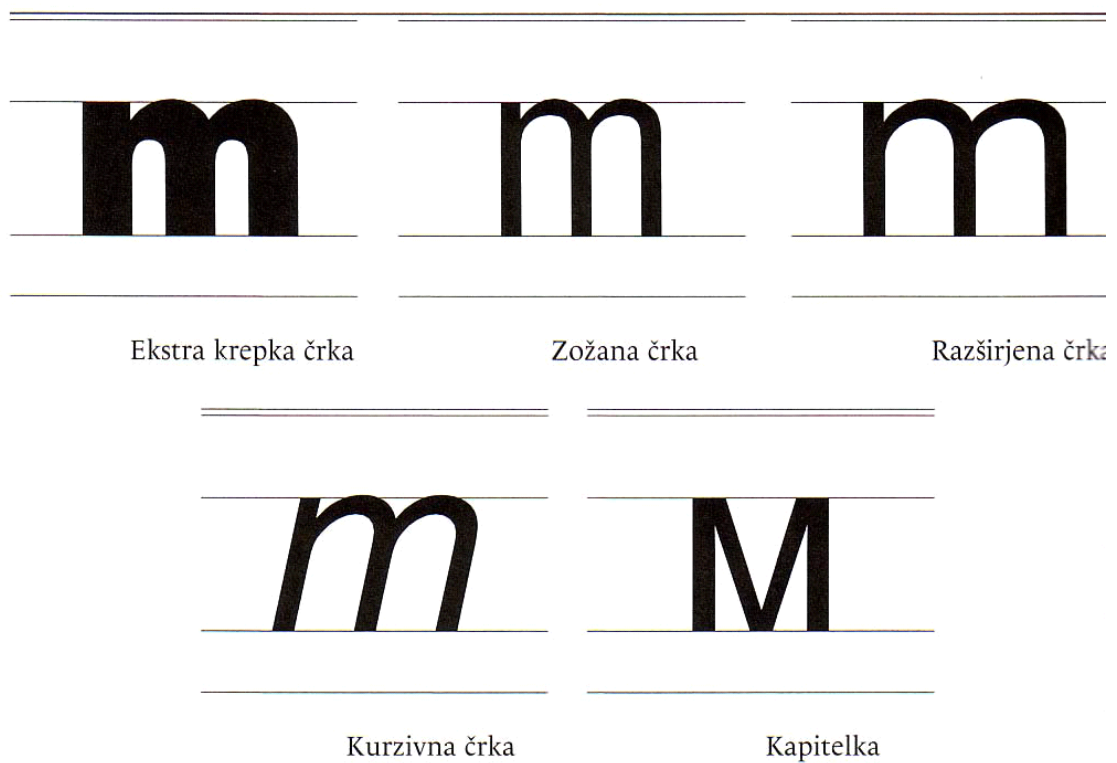 m m m
Ekstra krepka črka Zožana črka Razširjena črka
m M
Kurzivna črka Kapitelka